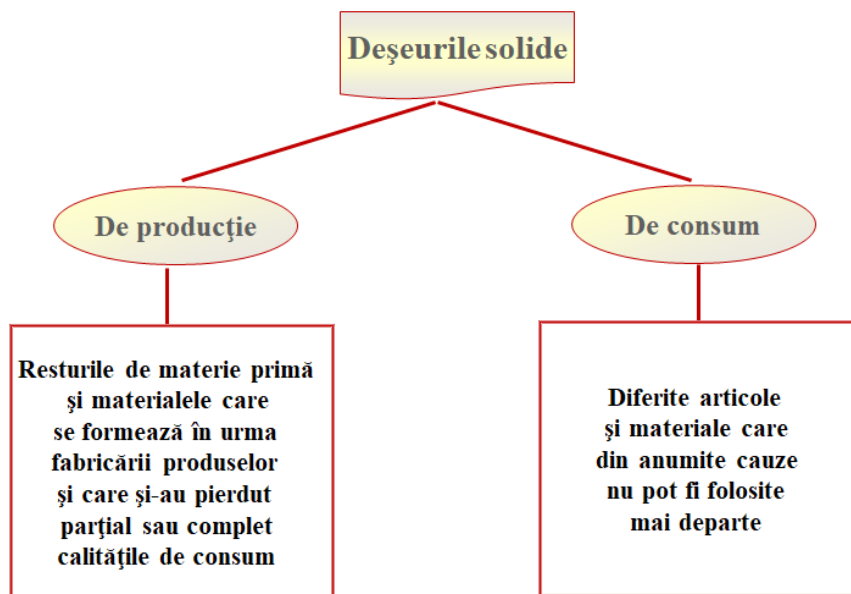 Deşeurile solide
De producţie
De consum
Resturile de materie primă
şi materialele care
se formează în urma
fabricării produselor
şi care şi-au pierdut
parţial sau complet
calităţile de consum
Diferite articole
şi materiale care
din anumite cauze
nu pot fi folosite
mai departe